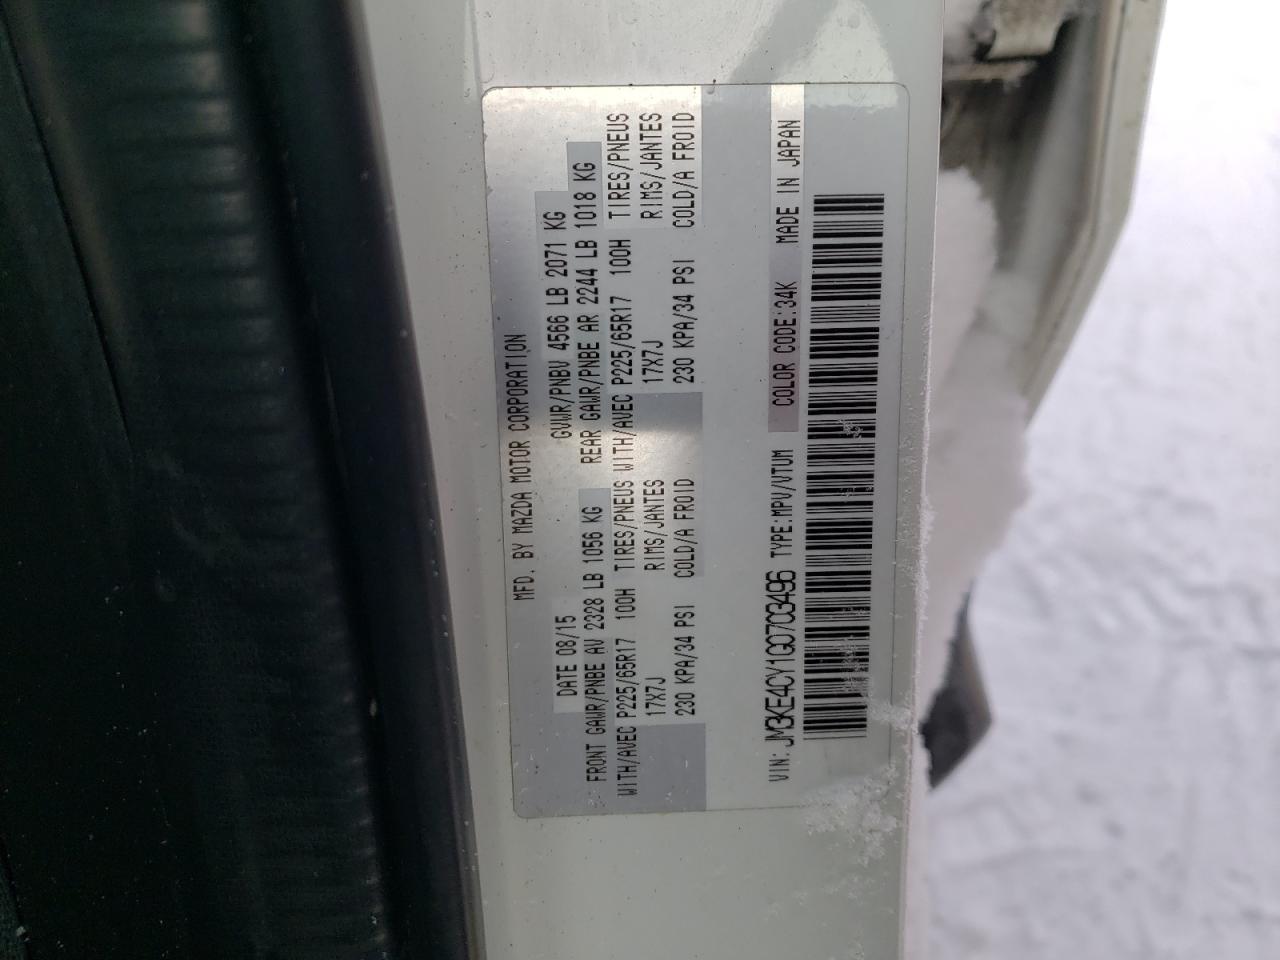 MFD. BY MAZDA MOTOR CORPORATION
DATE 08/15 GVWR/PNBV 4566 LB 2071 KG
FRONT GAWR/PNBE AV 2328 LB 1056 KG REAR GAWR/PNBE AR 2244 LB 1018 KG
WITH/AVEC P225/65R17 100H TIRES/PNEUS WITH/AVEC P225/65R17 100H TIRES/PNEUS
17X7J RIMS/JANTES 17X7J RIMS/JANTES
230 KPA/34 PSI COLD/A FROID 230 KPA/34 PSI COLD/A FROID
VIN: JM3KE4CY1G0703496 TYPE:MPV/VTUM COLOR CODE:34K MADE IN JAPAN